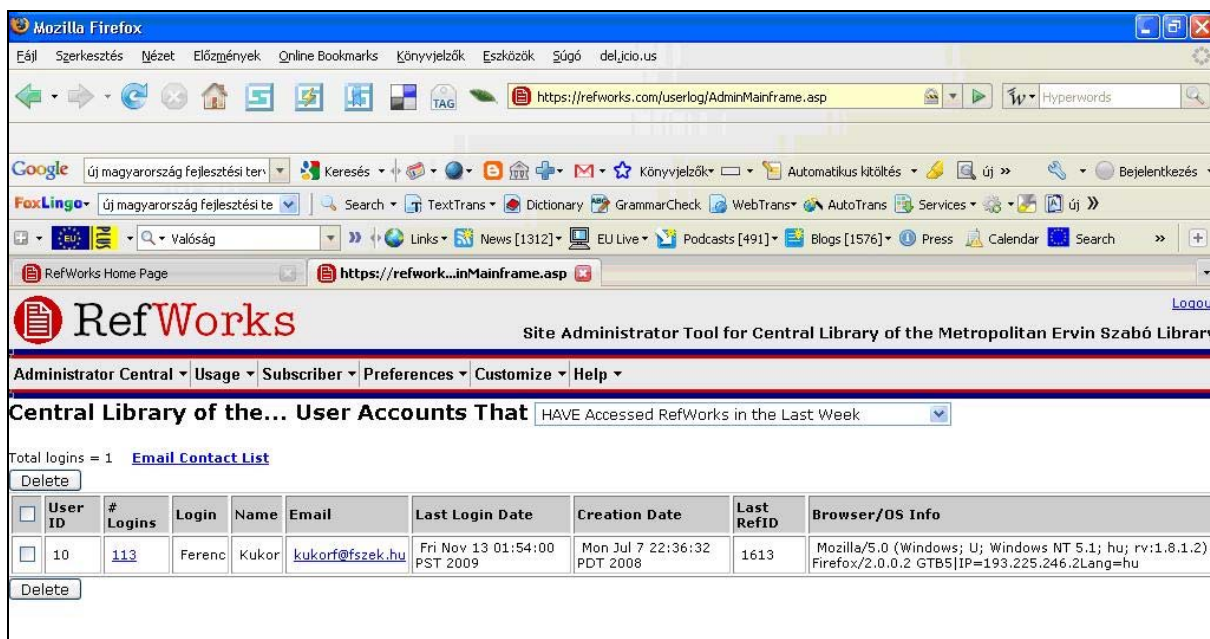 Mozilla Firefox
Fájl Szerkesztés Nézet Előzmények Online Bookmarks Könyvjelzők Eszközök Súgó del.icio.us
TAG https://refworks.com/userlog/AdminMainframe.asp Hyperwords
Google új magyarország fejlesztési terv Keresés Könyvjelzők Automatikus kitöltés új » Bejelentkezés
FoxLingo új magyarország fejlesztési te Search TextTrans Dictionary GrammarCheck WebTrans AutoTrans Services új »
EU Valóság » Links News [1312] EU Live Podcasts [491] Blogs [1576] Press Calendar Search »
RefWorks Home Page https://refwork...inMainframe.asp
Logou
RefWorks
Site Administrator Tool for Central Library of the Metropolitan Ervin Szabó Library
Administrator Central Usage Subscriber Preferences Customize Help
Central Library of the... User Accounts That HAVE Accessed RefWorks in the Last Week
Total logins = 1 Email Contact List
Delete
User ID # Logins Login Name Email Last Login Date Creation Date Last RefID Browser/OS Info
10 113 Ferenc Kukor kukorf@fszek.hu Fri Nov 13 01:54:00 PST 2009 Mon Jul 7 22:36:32 PDT 2008 1613 Mozilla/5.0 (Windows; U; Windows NT 5.1; hu; rv:1.8.1.2) Firefox/2.0.0.2 GTB5|IP=193.225.246.2Lang=hu
Delete